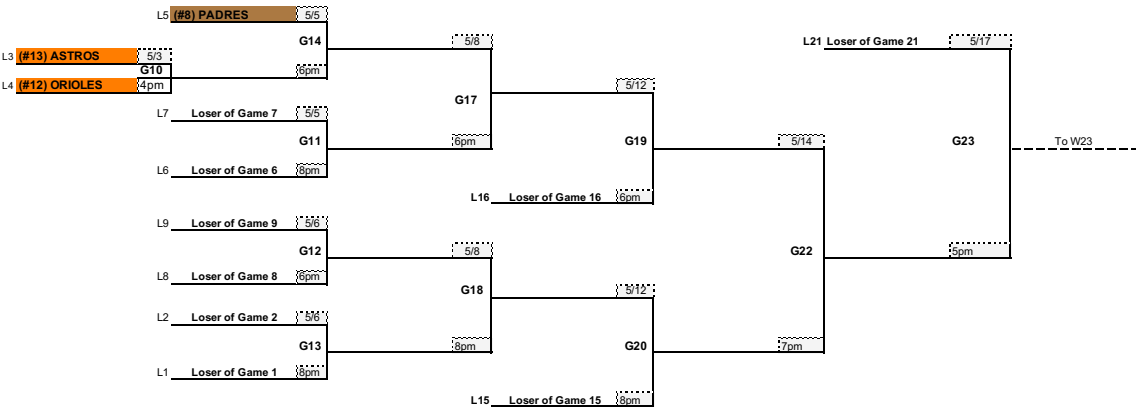 L5 (#8) PADRES 5/5
G14
L3 (#13) ASTROS 5/3
G10
6pm
L4 (#12) ORIOLES 4pm
5/8
L21 Loser of Game 21 5/17
5/12
G17
L7 Loser of Game 7 5/5
G11
6pm
G19
5/14
G23
To W23
L6 Loser of Game 6 8pm
L16 Loser of Game 16 6pm
L9 Loser of Game 9 5/6
G12
5/8
G22
5pm
L8 Loser of Game 8 6pm
G18
5/12
L2 Loser of Game 2 5/6
G13
8pm
G20
7pm
L1 Loser of Game 1 8pm
L15 Loser of Game 15 8pm